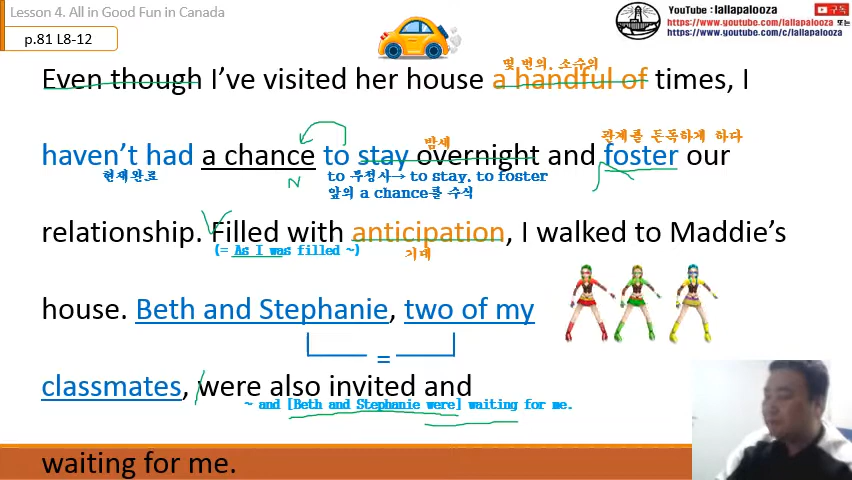 Lesson 4. All in Good Fun in Canada
p.81 L8-12
YouTube : lallapalooza 구독
https://www.youtube.com/lallapalooza 또는
https://www.youtube.com/c/lallapalooza
몇 번의, 소수의
Even though I've visited her house a handful of times, I
밤새
관계를 돈독하게 하다
haven't had a chance to stay overnight and foster our
현재완료
N
to 부정사→ to stay, to foster
앞의 a chance를 수식
relationship. Filled with anticipation, I walked to Maddie's
(= As I was filled ~)
기대
house. Beth and Stephanie, two of my
=
classmates, were also invited and
~ and [Beth and Stephanie were] waiting for me.
waiting for me.